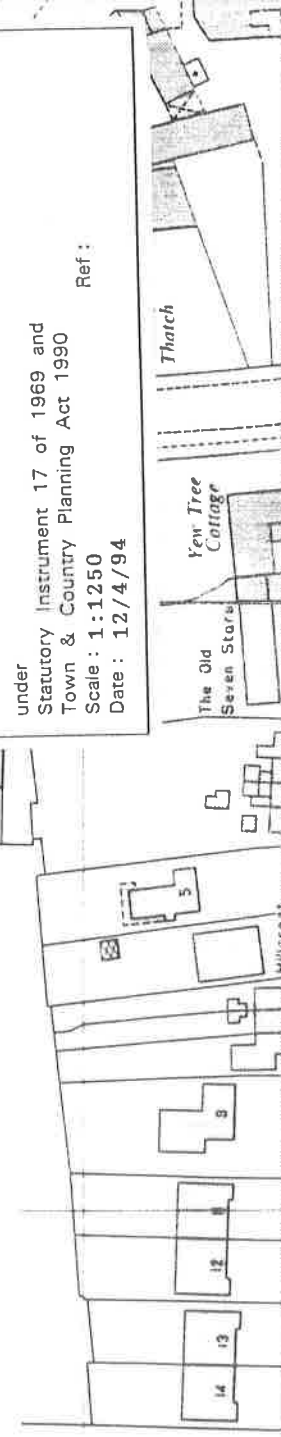 under
Statutory Instrument 17 of 1969 and
Town & Country Planning Act 1990
Scale: 1:1250 Ref:
Date: 12/4/94
Thatch
Yew Tree
Cottage
The Old
Seven Stars
5
9
11
12
13
14